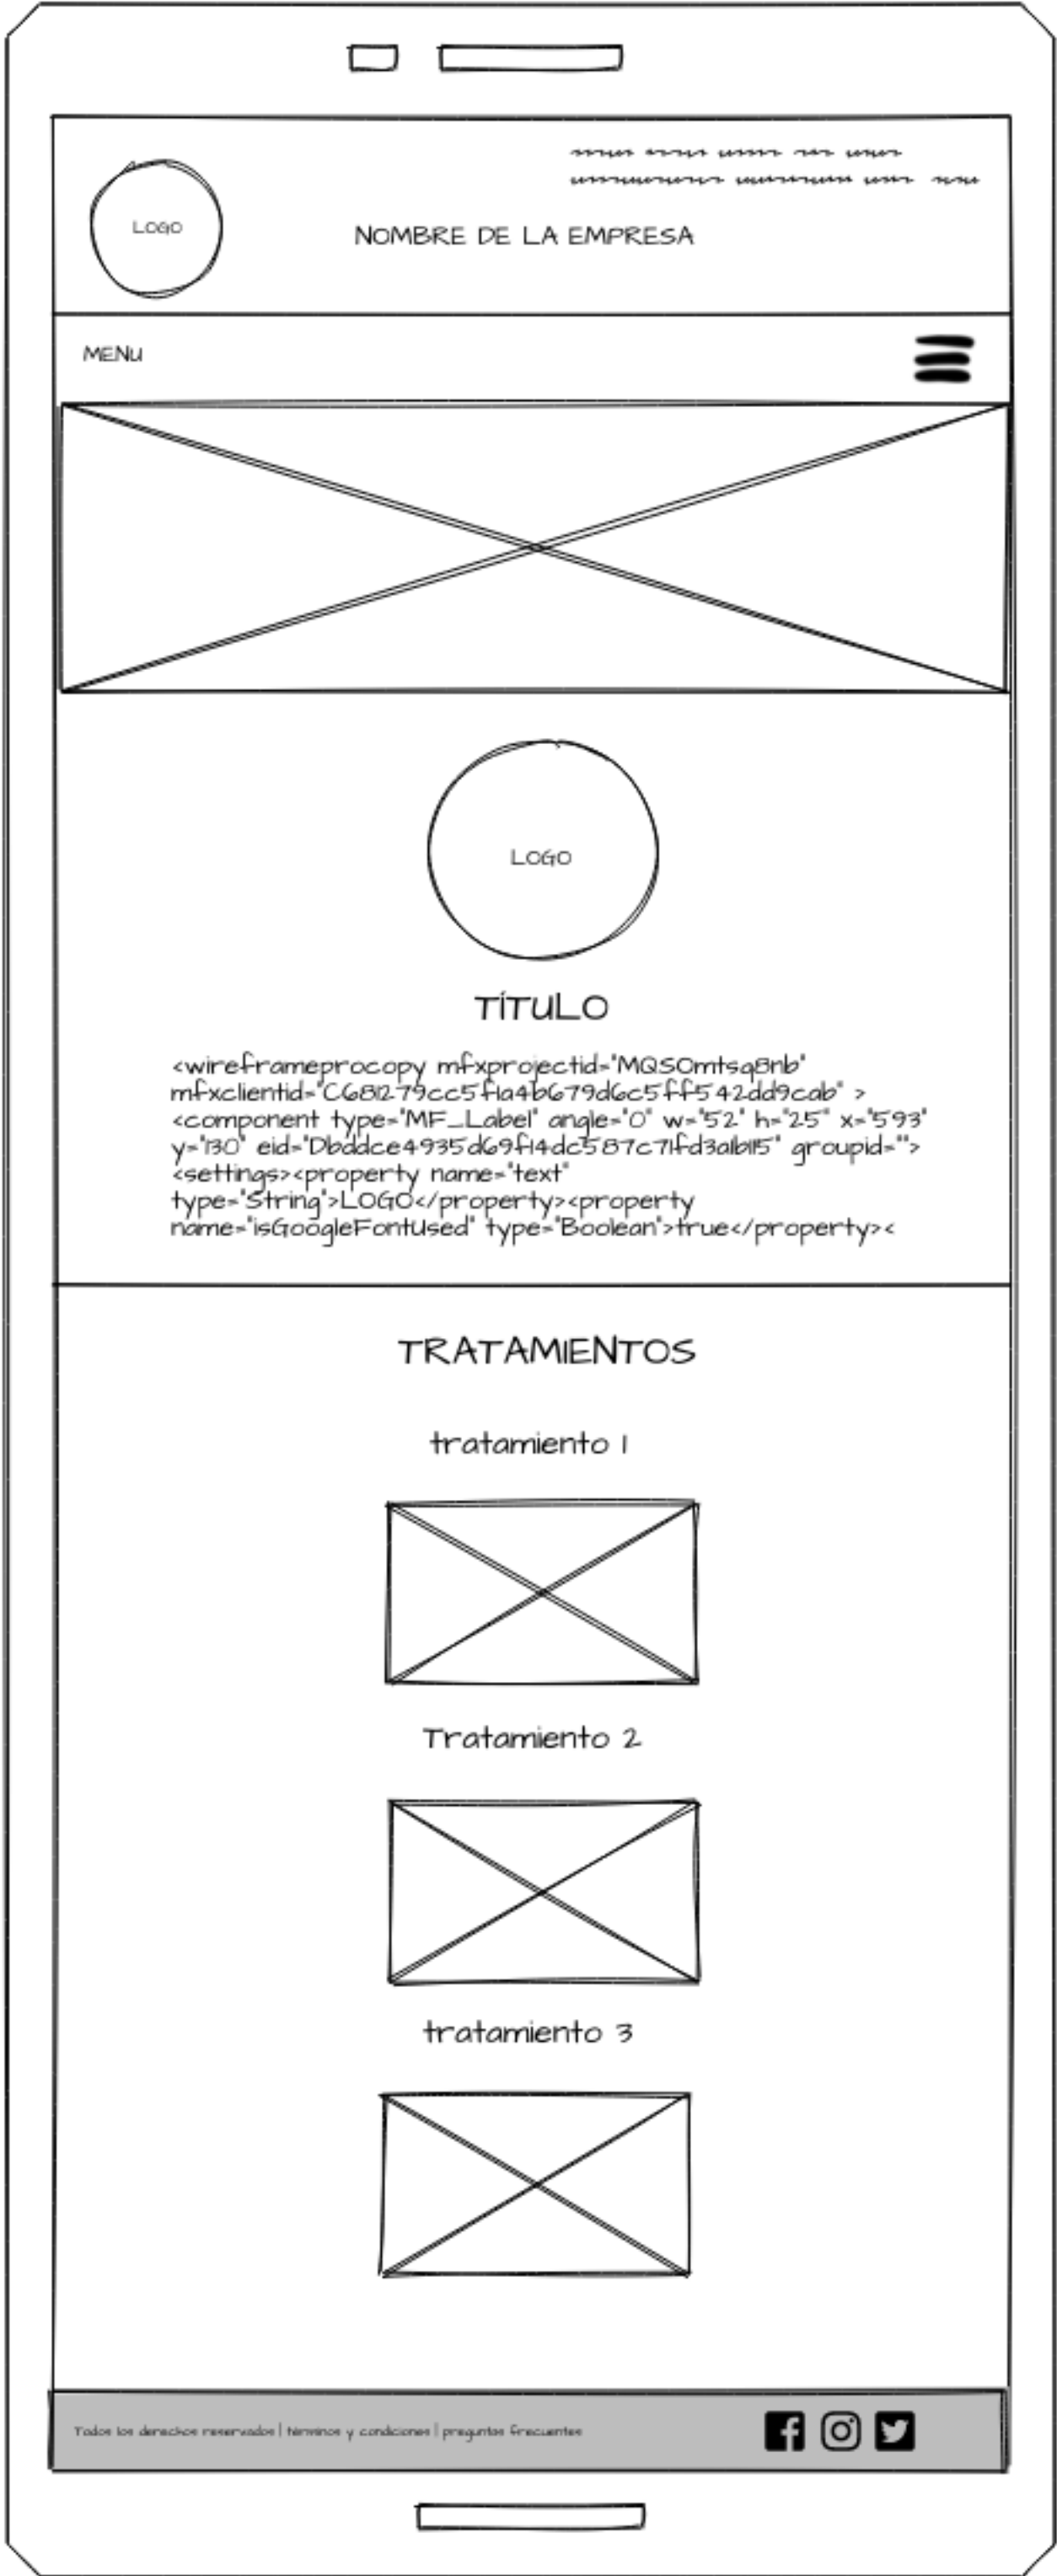 LOGO
NOMBRE DE LA EMPRESA
MENU
LOGO
TÍTULO
<wireframeprocopy mfxprojectid="MQSOmtsq8nb"
mfxclientid="C681279cc5f1a4b679d6c5ff542dd9cab" >
<component type="MF_Label" angle="0" w="52" h="25" x="593"
y="130" eid="Dbddce4935d69f14dc587c71fd3a1b115" groupid="">
<settings><property name="text"
type="String">LOGO</property><property
name="isGoogleFontUsed" type="Boolean">true</property><
TRATAMIENTOS
tratamiento 1
Tratamiento 2
tratamiento 3
Todos los derechos reservados | términos y condiciones | preguntas frecuentes